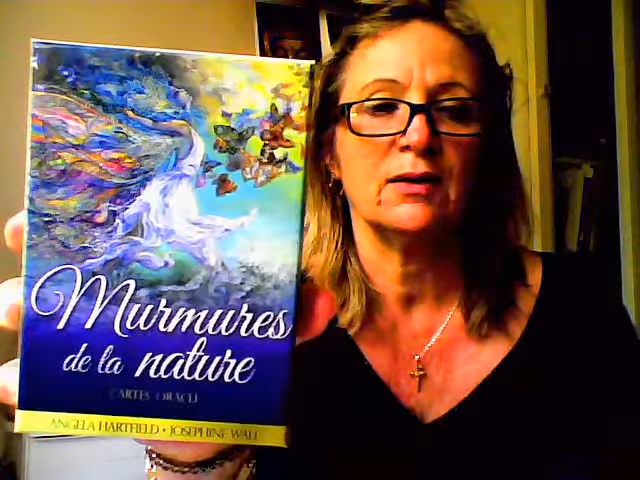 Murmures
de la nature
CARTES ORACLE
ANGELA HARTFIELD • JOSEPHINE WALL